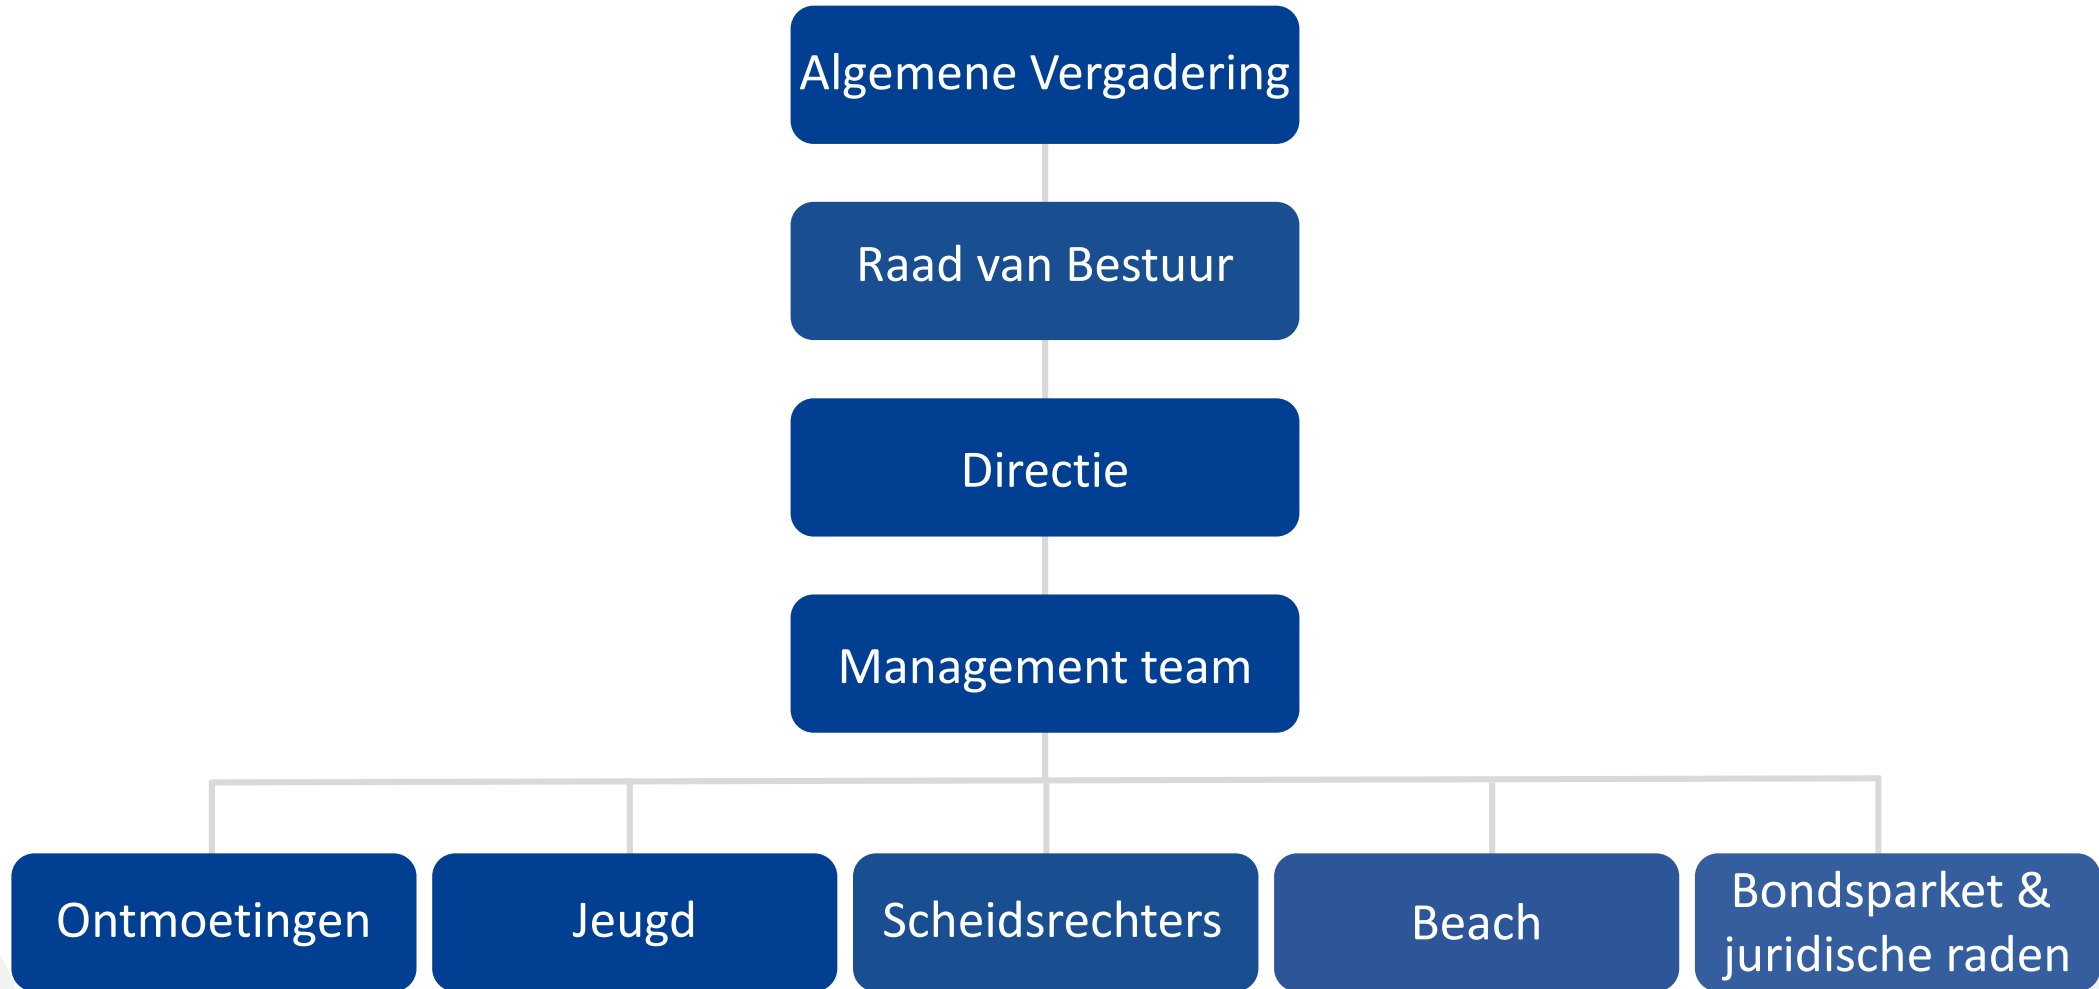 Algemene Vergadering
Raad van Bestuur
Directie
Management team
Ontmoetingen
Jeugd
Scheidsrechters
Beach
Bondsparket &
juridische raden